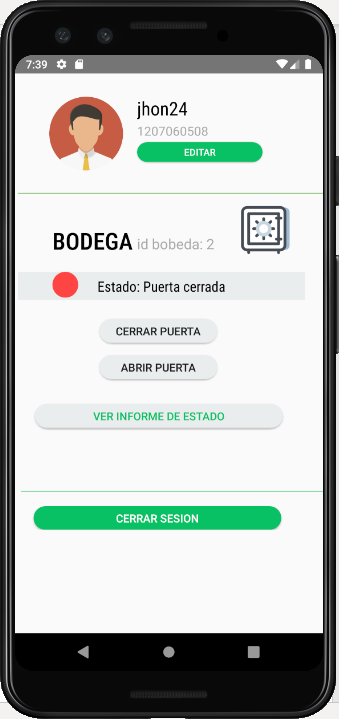 7:39
jhon24
1207060508
EDITAR
BODEGA id bobeda: 2
Estado: Puerta cerrada
CERRAR PUERTA
ABRIR PUERTA
VER INFORME DE ESTADO
CERRAR SESION